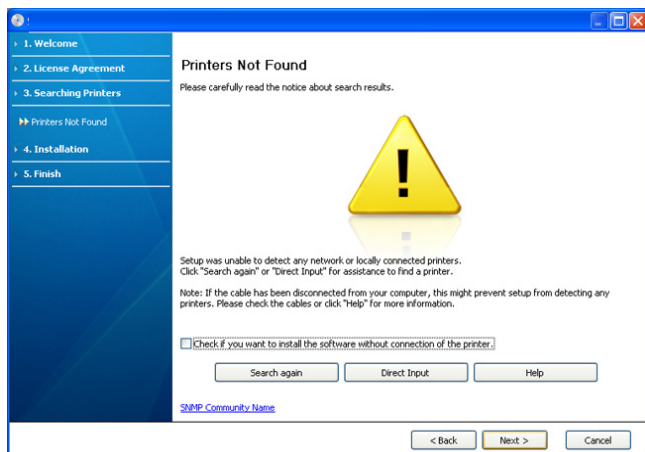 1. Welcome
2. License Agreement
3. Searching Printers
Printers Not Found
4. Installation
5. Finish
Printers Not Found
Please carefully read the notice about search results.
!
Setup was unable to detect any network or locally connected printers.
Click "Search again" or "Direct Input" for assistance to find a printer.
Note: If the cable has been disconnected from your computer, this might prevent setup from detecting any
printers. Please check the cables or click "Help" for more information.
Check if you want to install the software without connection of the printer.
Search again Direct Input Help
SNMP Community Name
< Back Next > Cancel